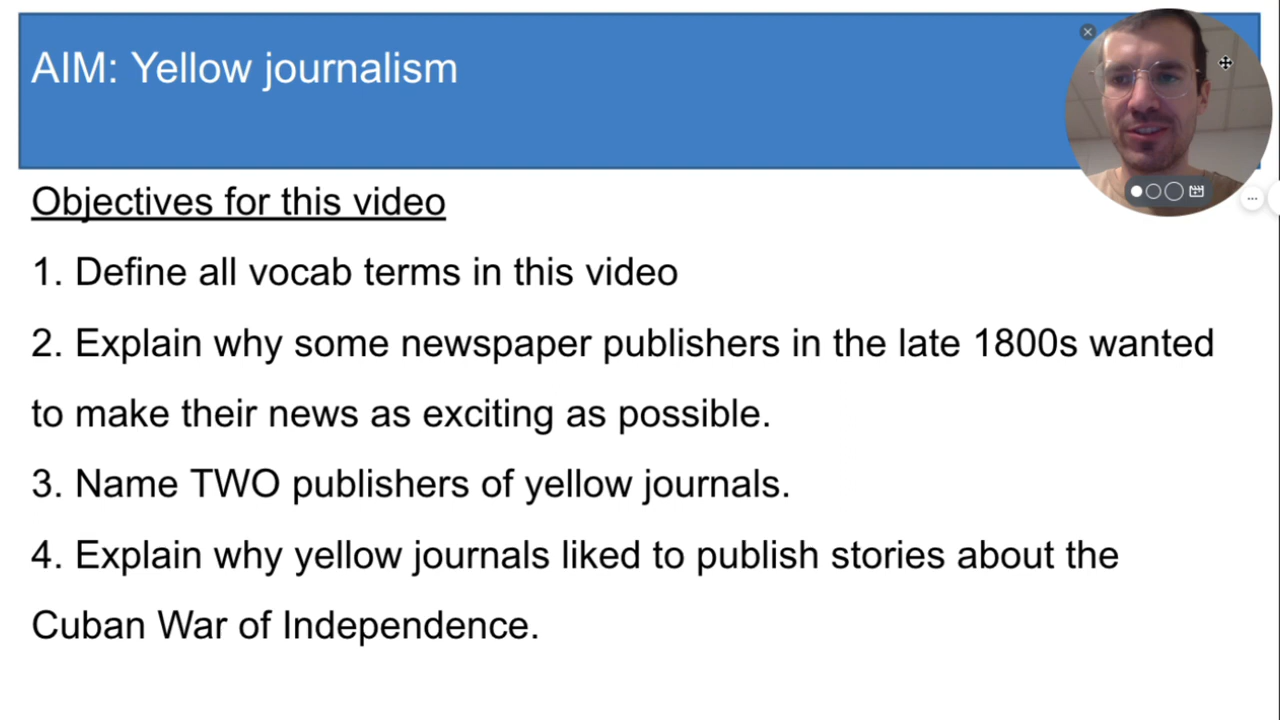 AIM: Yellow journalism
Objectives for this video
1. Define all vocab terms in this video
2. Explain why some newspaper publishers in the late 1800s wanted
to make their news as exciting as possible.
3. Name TWO publishers of yellow journals.
4. Explain why yellow journals liked to publish stories about the
Cuban War of Independence.